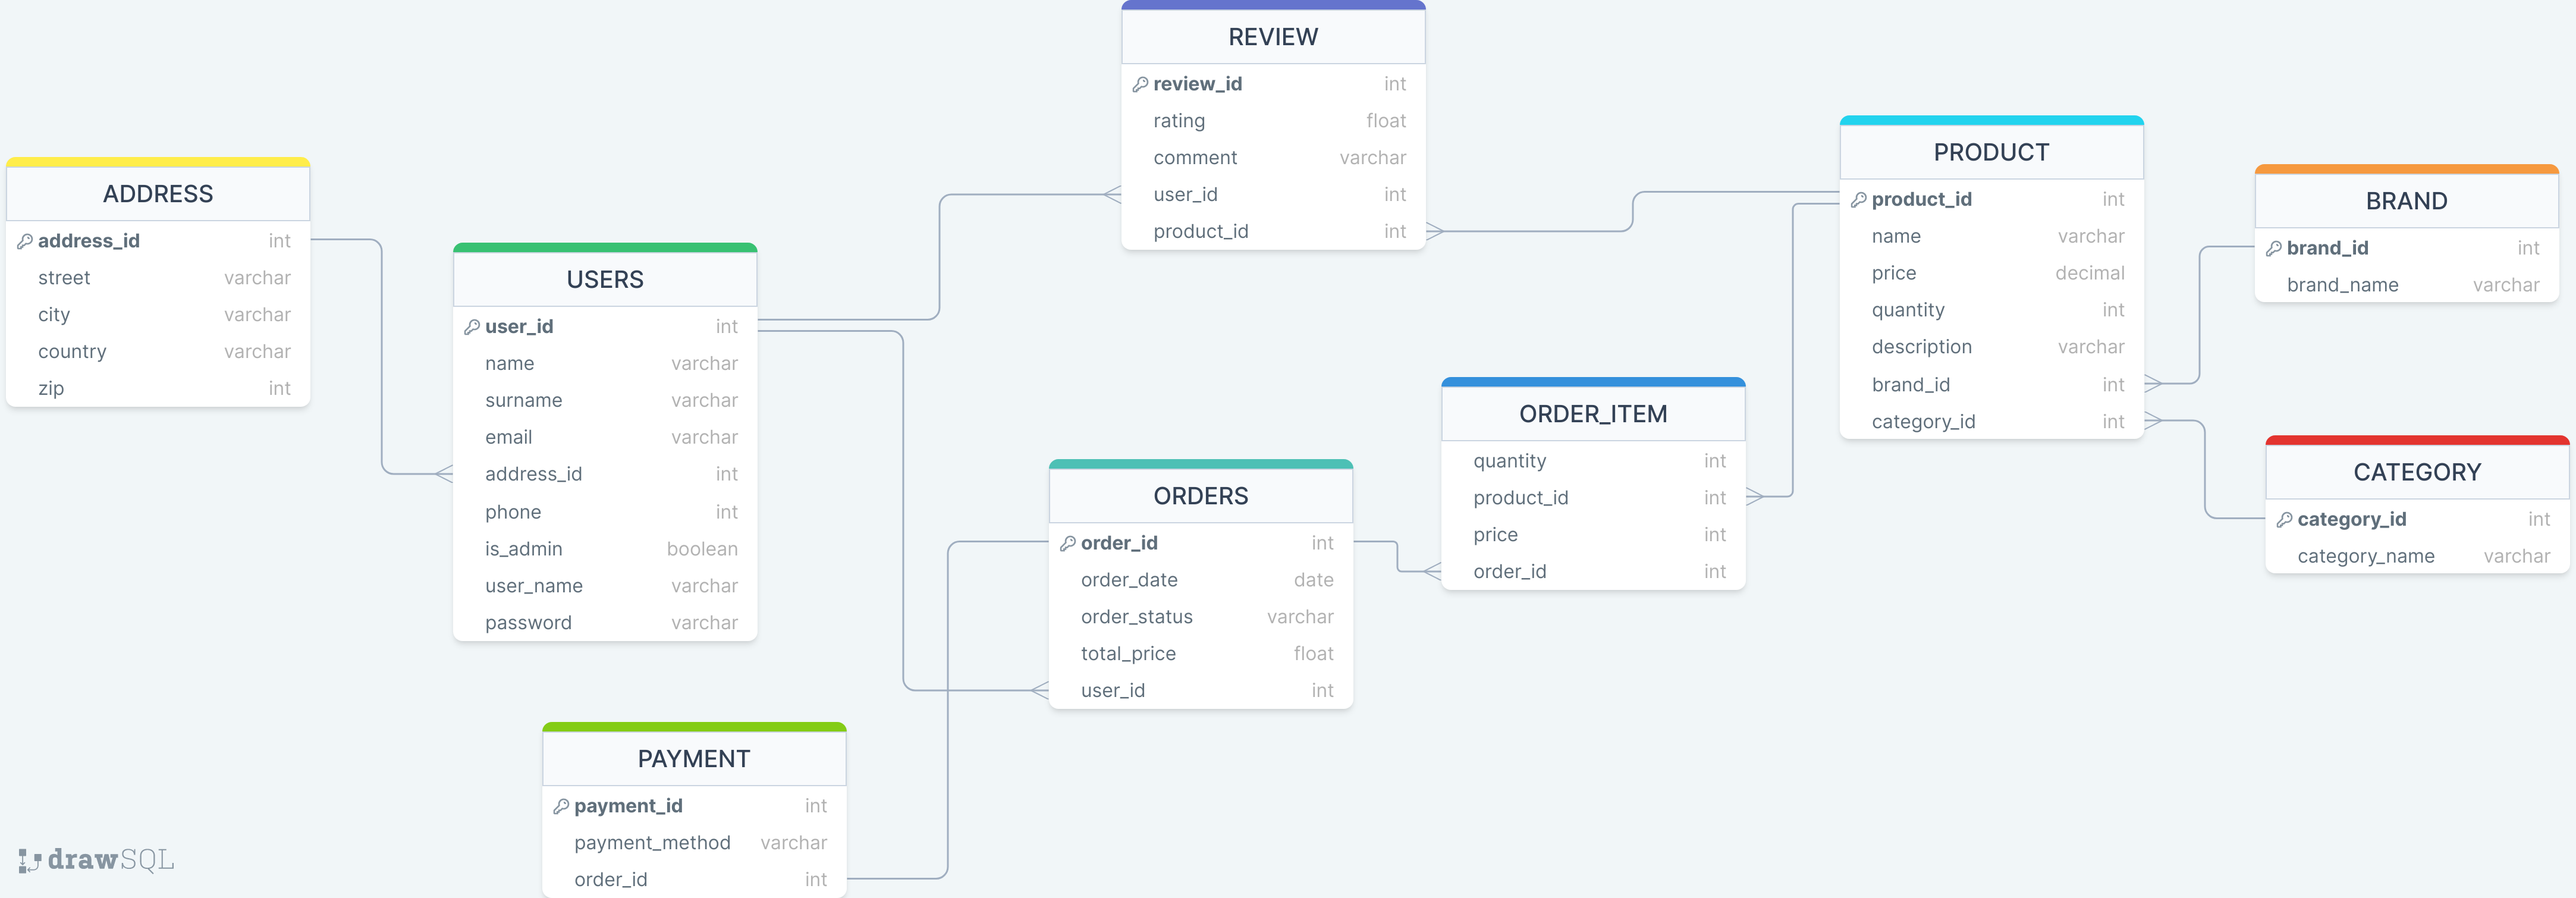 REVIEW
review_id int
rating float
comment varchar
user_id int
product_id int
PRODUCT
product_id int
name varchar
price decimal
quantity int
description varchar
brand_id int
category_id int
ADDRESS
address_id int
street varchar
city varchar
country varchar
zip int
BRAND
brand_id int
brand_name varchar
USERS
user_id int
name varchar
surname varchar
email varchar
address_id int
phone int
is_admin boolean
user_name varchar
password varchar
ORDER_ITEM
quantity int
product_id int
price int
order_id int
CATEGORY
category_id int
category_name varchar
ORDERS
order_id int
order_date date
order_status varchar
total_price float
user_id int
PAYMENT
payment_id int
payment_method varchar
order_id int
drawSQL